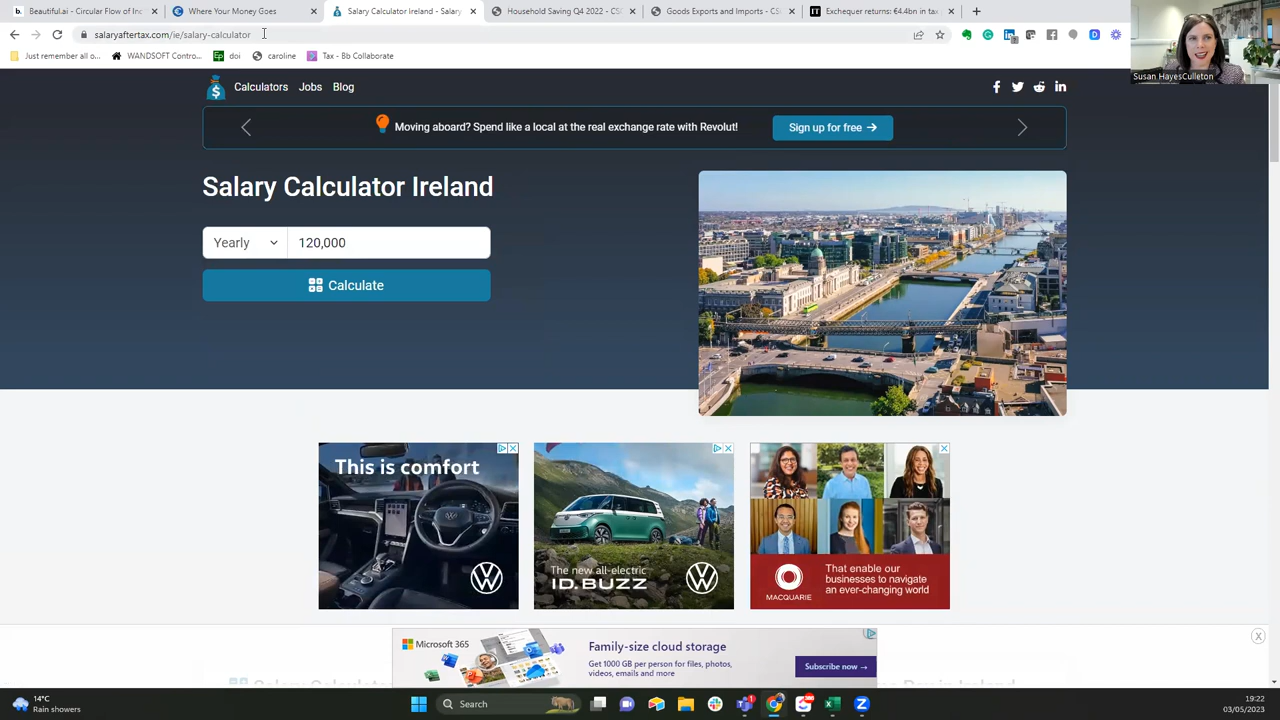 Beautiful.ai - Circular Flow of Inc
Where Your Money Goes
Salary Calculator Ireland - Salary
Household Saving Q4 2022 - CSO
Goods Exports and Imports - CSO
Exchequer returns: €4.4bn in tax
salaryaftertax.com/ie/salary-calculator
Just remember all o...
WANDSOFT Contro...
doi
caroline
Tax - Bb Collaborate
Susan HayesCulleton
Calculators
Jobs
Blog
Moving aboard? Spend like a local at the real exchange rate with Revolut!
Sign up for free →
Salary Calculator Ireland
Yearly
120,000
Calculate
This is comfort
The new all-electric
ID.BUZZ
MACQUARIE
That enable our
businesses to navigate
an ever-changing world
Microsoft 365
Family-size cloud storage
Get 1000 GB per person for files, photos,
videos, emails and more
Subscribe now →
14°C
Rain showers
Search
19:22
03/05/2023